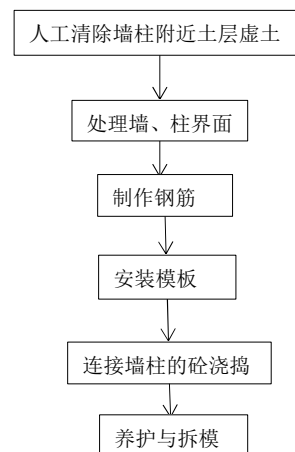 人工清除墙柱附近土层虚土
处理墙、柱界面
制作钢筋
安装模板
连接墙柱的砼浇捣
养护与拆模